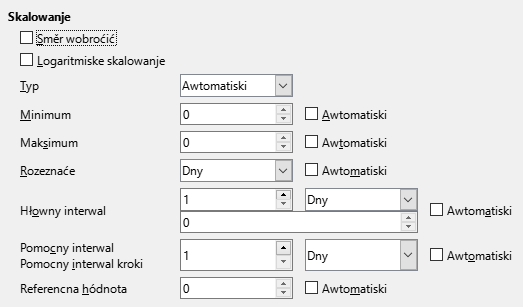 Skalowanje
Směr wobroćić
Logaritmiske skalowanje
Typ Awtomatiski
Minimum 0 Awtomatiski
Maksimum 0 Awtomatiski
Rozeznaće Dny Awtomatiski
Hłowny interwal 1 Dny Awtomatiski
0
Pomocny interwal
Pomocny interwal kroki 1 Dny Awtomatiski
Referencna hódnota 0 Awtomatiski